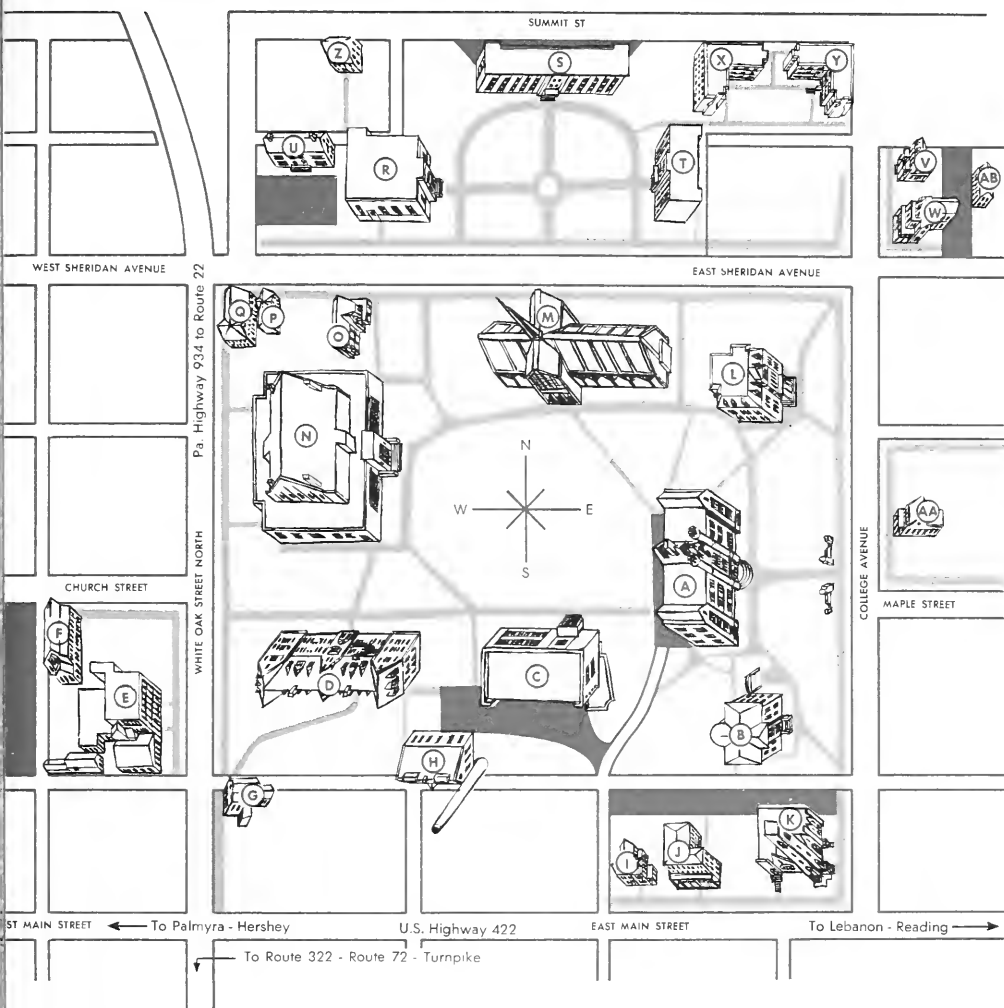 SUMMIT ST
Z
S
X
Y
U
R
T
V
AB
W
WEST SHERIDAN AVENUE
EAST SHERIDAN AVENUE
Pa. Highway 934 to Route 22
Q
P
O
M
L
N
N
W
E
S
AA
A
CHURCH STREET
WHITE OAK STREET NORTH
COLLEGE AVENUE
MAPLE STREET
F
E
D
C
B
H
G
I
J
K
ST MAIN STREET
To Palmyra - Hershey
U.S. Highway 422
EAST MAIN STREET
To Lebanon - Reading
To Route 322 - Route 72 - Turnpike